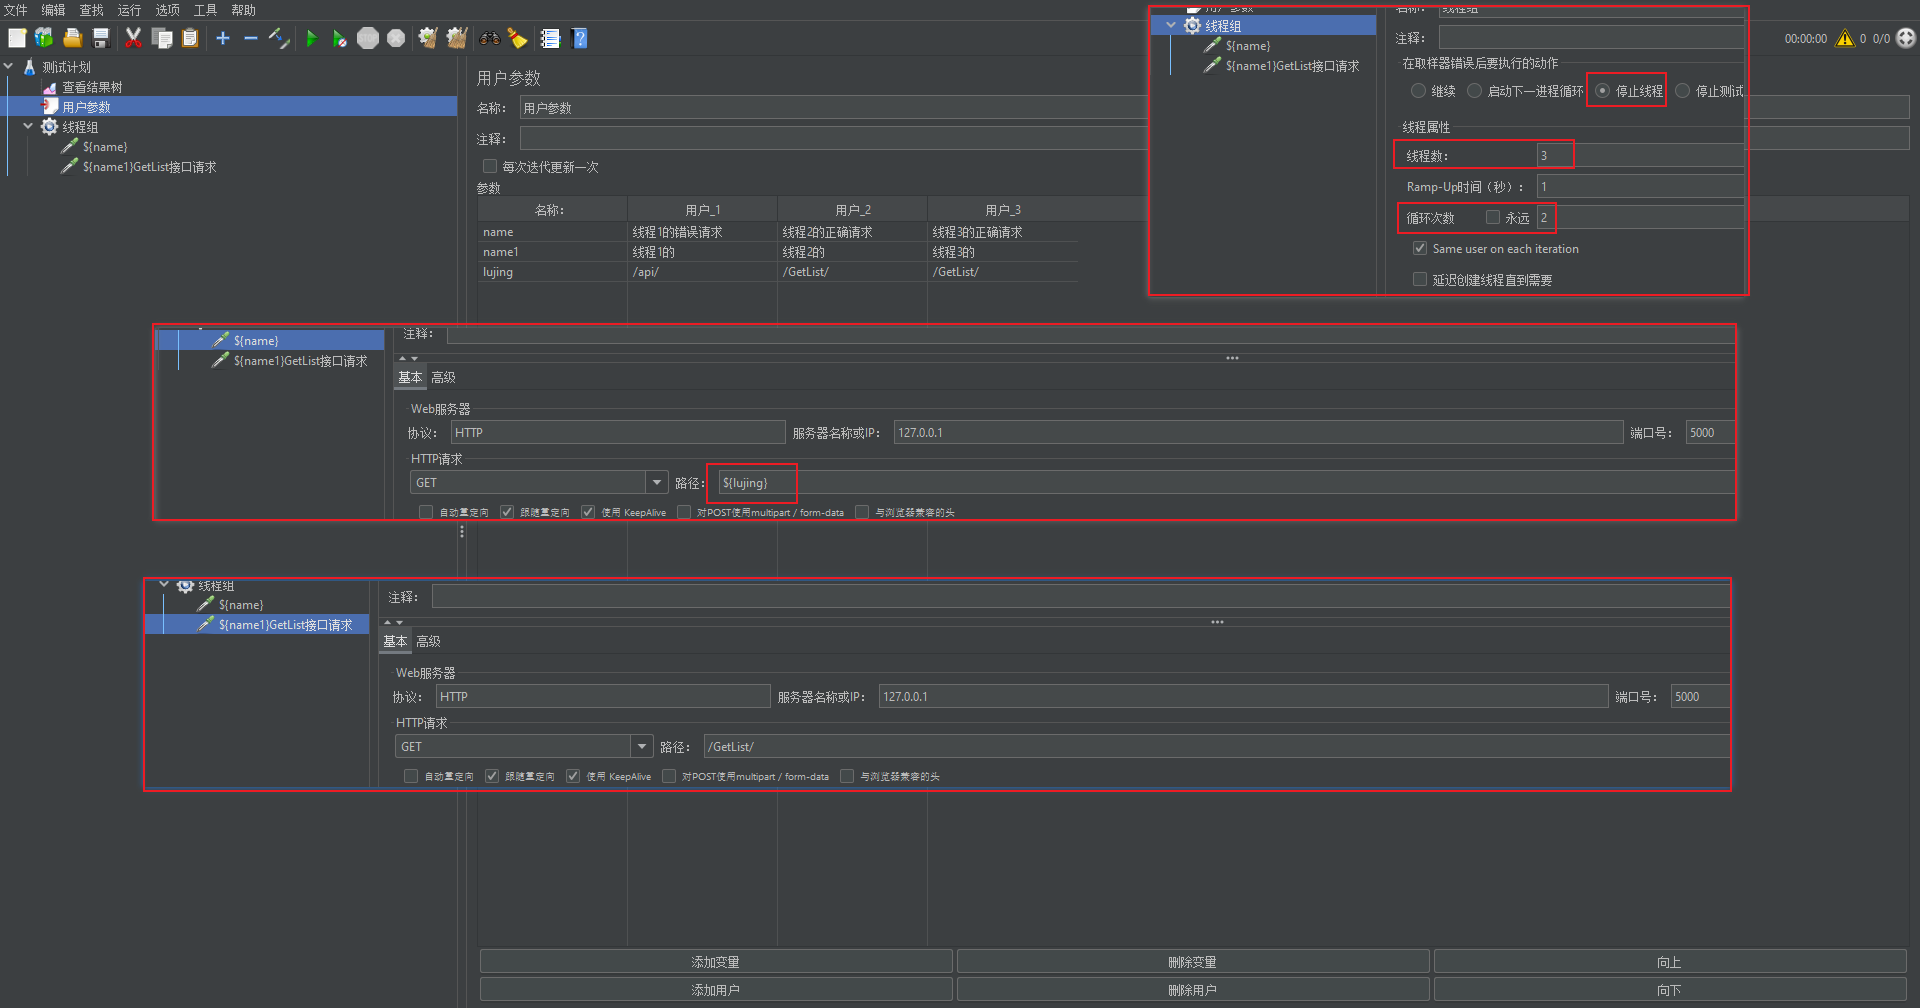 文件 编辑 查找 运行 选项 工具 帮助
00:00:00 0 0/0
测试计划
查看结果树
用户参数
线程组
${name}
${name1}GetList接口请求
用户参数
名称： 用户参数
注释：
每次迭代更新一次
参数
名称： 用户_1 用户_2 用户_3
name 线程1的错误请求 线程2的正确请求 线程3的正确请求
name1 线程1的 线程2的 线程3的
lujing /api/ /GetList/ /GetList/
用户参数
线程组
${name}
${name1}GetList接口请求
名称： 线程组
注释：
在取样器错误后要执行的动作
继续 启动下一进程循环 停止线程 停止测试
线程属性
线程数： 3
Ramp-Up时间（秒）： 1
循环次数 永远 2
Same user on each iteration
延迟创建线程直到需要
${name}
${name1}GetList接口请求
注释：
基本 高级
Web服务器
协议： HTTP 服务器名称或IP： 127.0.0.1 端口号： 5000
HTTP请求
GET 路径： ${lujing}
自动重定向 跟随重定向 使用 KeepAlive 对POST使用multipart / form-data 与浏览器兼容的头
线程组
${name}
${name1}GetList接口请求
注释：
基本 高级
Web服务器
协议： HTTP 服务器名称或IP： 127.0.0.1 端口号： 5000
HTTP请求
GET 路径： /GetList/
自动重定向 跟随重定向 使用 KeepAlive 对POST使用multipart / form-data 与浏览器兼容的头
添加变量 删除变量 向上
添加用户 删除用户 向下